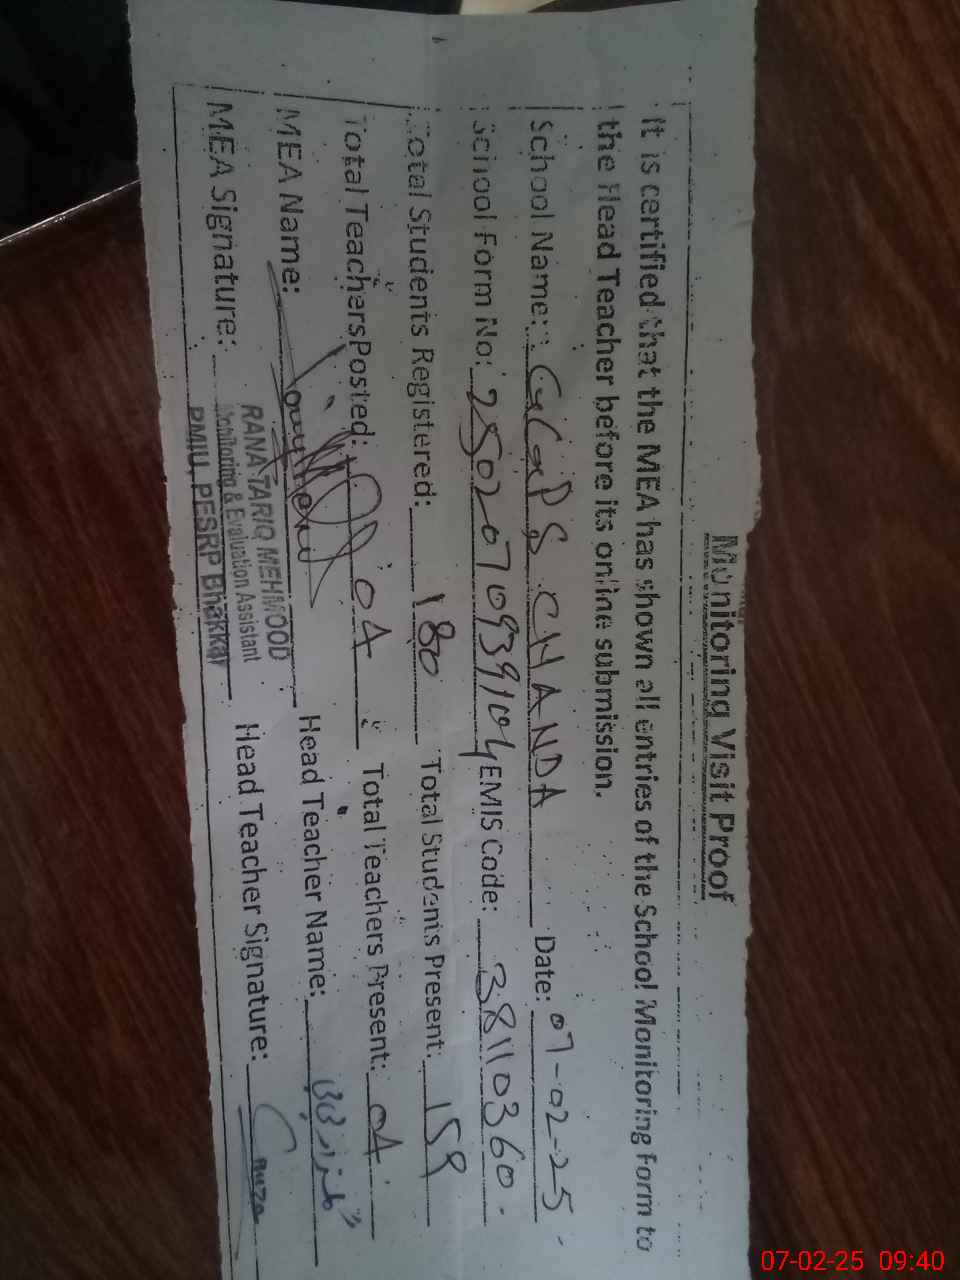 Monitoring Visit Proof
It is certified that the MEA has shown all entries of the School Monitoring Form to
the Head Teacher before its online submission.
School Name: GGPS CHANDA Date: 07-02-25
School Form No: 28020710939104 EMIS Code: 38110360.
Total Students Registered: 180 Total Students Present: 159
Total Teachers Posted: 04 Total Teachers Present: 04
MEA Name: Head Teacher Name:
MEA Signature: Head Teacher Signature:
RANA TARIQ MEHMOOD
Monitoring & Evaluation Assistant
PMIU, PESRP Bhakkar
07-02-25 09:40